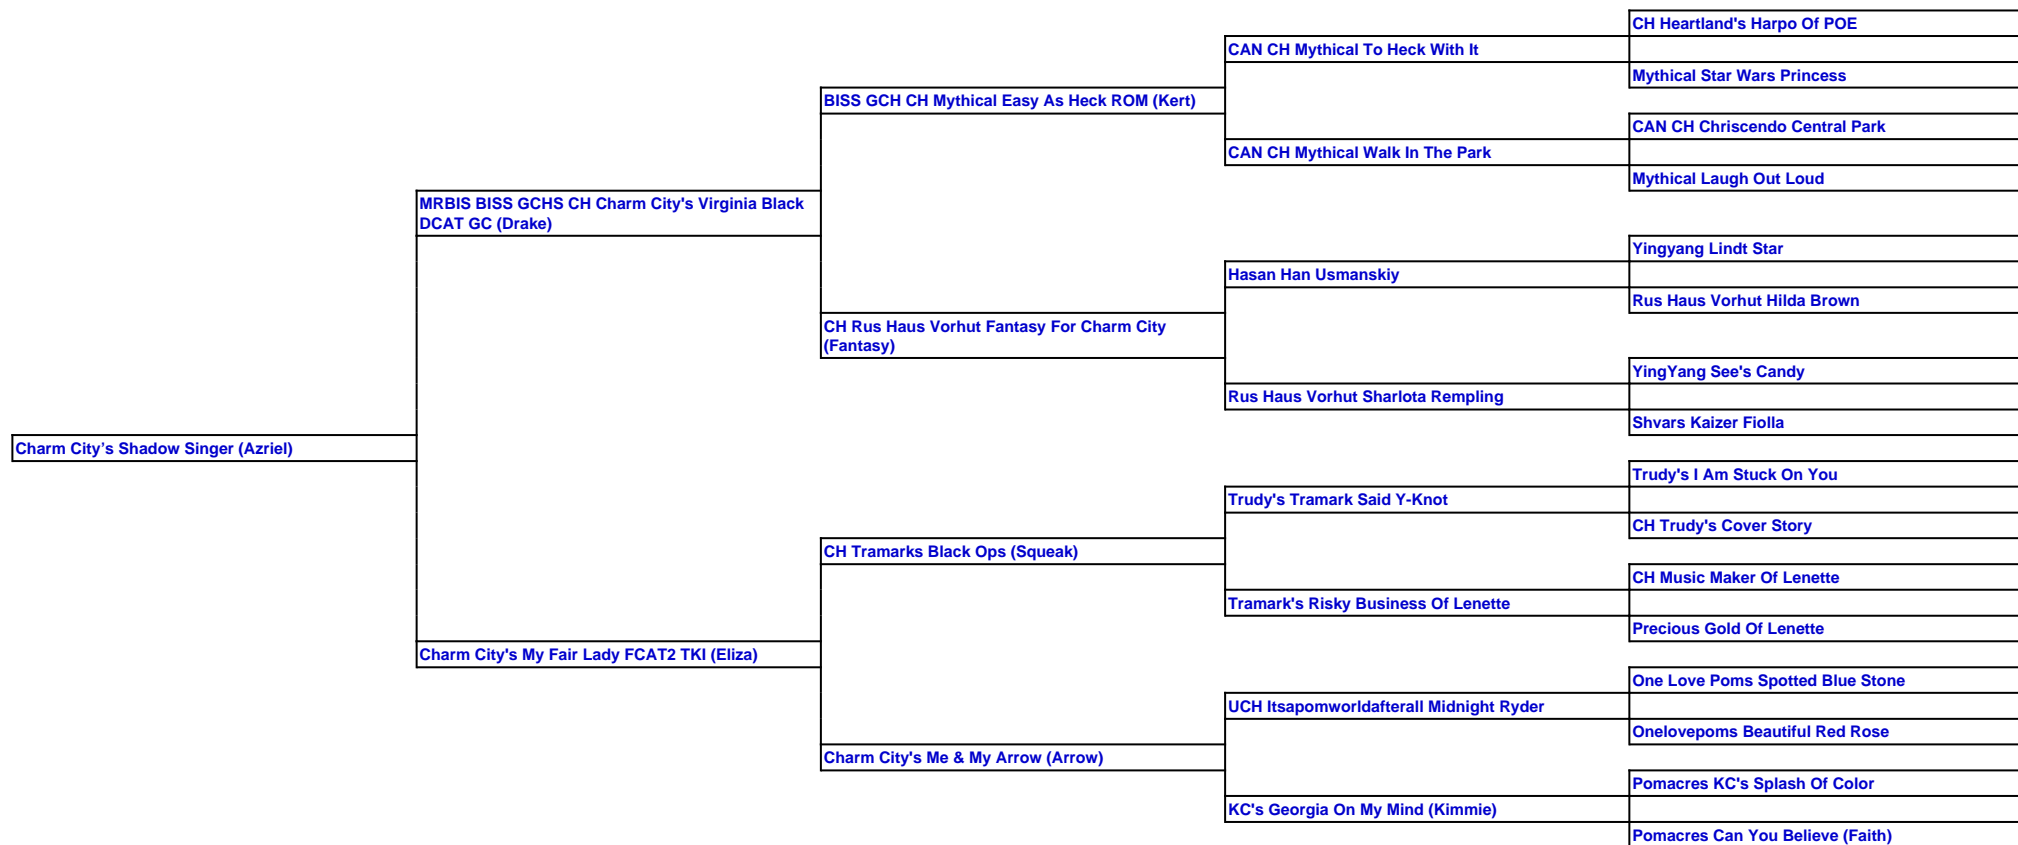 CH Heartland's Harpo Of POE
CAN CH Mythical To Heck With It
Mythical Star Wars Princess
BISS GCH CH Mythical Easy As Heck ROM (Kert)
CAN CH Chriscendo Central Park
CAN CH Mythical Walk In The Park
Mythical Laugh Out Loud
MRBIS BISS GCHS CH Charm City's Virginia Black
DCAT GC (Drake)
Yingyang Lindt Star
Hasan Han Usmanskiy
Rus Haus Vorhut Hilda Brown
CH Rus Haus Vorhut Fantasy For Charm City
(Fantasy)
YingYang See's Candy
Rus Haus Vorhut Sharlota Rempling
Shvars Kaizer Fiolla
Charm City’s Shadow Singer (Azriel)
Trudy's I Am Stuck On You
Trudy's Tramark Said Y-Knot
CH Trudy's Cover Story
CH Tramarks Black Ops (Squeak)
CH Music Maker Of Lenette
Tramark's Risky Business Of Lenette
Precious Gold Of Lenette
Charm City's My Fair Lady FCAT2 TKI (Eliza)
One Love Poms Spotted Blue Stone
UCH Itsapomworldafterall Midnight Ryder
Onelovepoms Beautiful Red Rose
Charm City's Me & My Arrow (Arrow)
Pomacres KC's Splash Of Color
KC's Georgia On My Mind (Kimmie)
Pomacres Can You Believe (Faith)